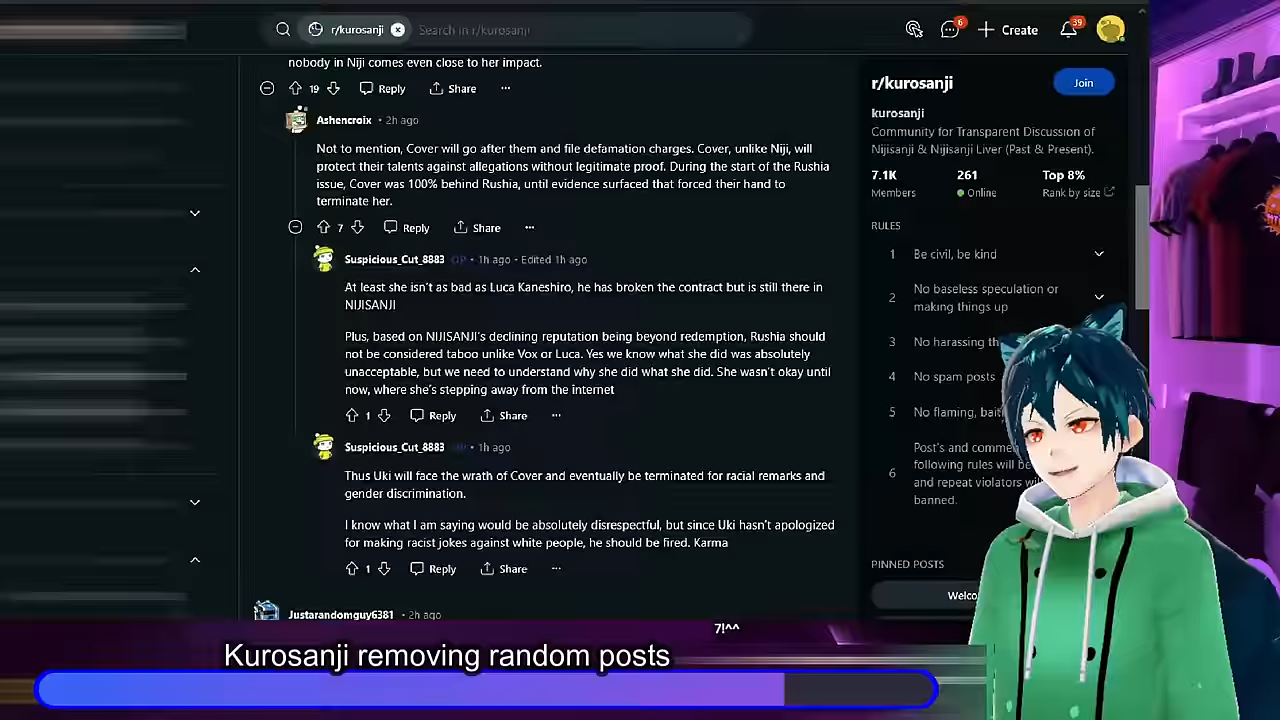 r/kurosanji
Search in r/kurosanji
6
Create
39
nobody in Niji comes even close to her impact.
19 Reply Share
Ashencroix • 2h ago
Not to mention, Cover will go after them and file defamation charges. Cover, unlike Niji, will
protect their talents against allegations without legitimate proof. During the start of the Rushia
issue, Cover was 100% behind Rushia, until evidence surfaced that forced their hand to
terminate her.
7 Reply Share
Suspicious_Cut_8883 OP • 1h ago • Edited 1h ago
At least she isn't as bad as Luca Kaneshiro, he has broken the contract but is still there in
NIJISANJI
Plus, based on NIJISANJI's declining reputation being beyond redemption, Rushia should
not be considered taboo unlike Vox or Luca. Yes we know what she did was absolutely
unacceptable, but we need to understand why she did what she did. She wasn't okay until
now, where she's stepping away from the internet
1 Reply Share
Suspicious_Cut_8883 OP • 1h ago
Thus Uki will face the wrath of Cover and eventually be terminated for racial remarks and
gender discrimination.
I know what I am saying would be absolutely disrespectful, but since Uki hasn't apologized
for making racist jokes against white people, he should be fired. Karma
1 Reply Share
Justarandomguy6381 • 2h ago
r/kurosanji
Join
kurosanji
Community for Transparent Discussion of
Nijisanji & Nijisanji Liver (Past & Present).
7.1K 261 Top 8%
Members Online Rank by size
RULES
1 Be civil, be kind
2 No baseless speculation or
making things up
3 No harassing th
4 No spam posts
5 No flaming, bait
6 Post's and commen
following rules will be
and repeat violators wi
banned.
PINNED POSTS
Welco
7!^^
Kurosanji removing random posts